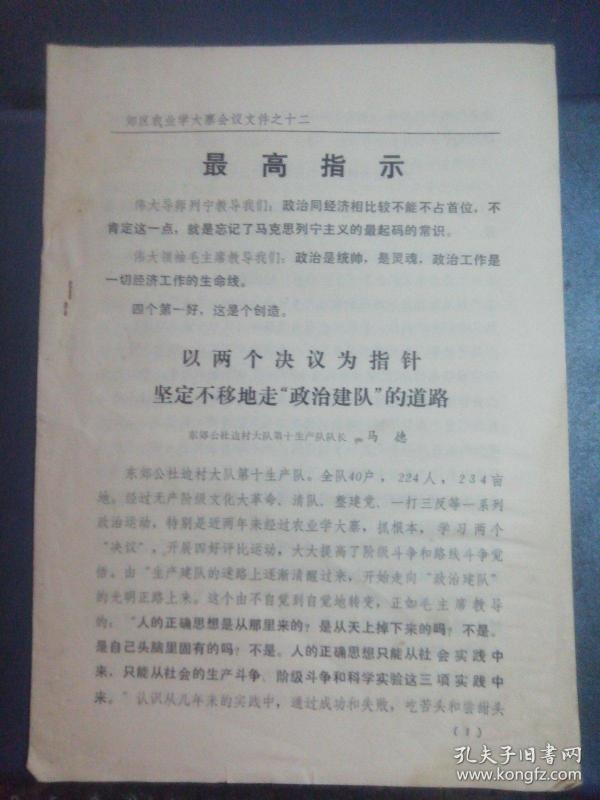 郊区农业学大寨会议文件之十二
最高指示
伟大导师列宁教导我们：政治同经济相比较不能不占首位，不
肯定这一点，就是忘记了马克思列宁主义的最起码的常识。
伟大领袖毛主席教导我们：政治是统帅，是灵魂，政治工作是
一切经济工作的生命线。
四个第一好，这是个创造。
以两个决议为指针
坚定不移地走“政治建队”的道路
东郊公社边村大队第十生产队队长 马德
东郊公社边村大队第十生产队。全队40户，224人，234亩
地。经过无产阶级文化大革命、清队、整建党、一打三反等一系列
政治运动，特别是近两年来经过农业学大寨，抓根本，学习两个
“决议”，开展四好评比运动，大大提高了阶级斗争和路线斗争觉
悟。由“生产建队的迷路上逐渐清醒过来，开始走向“政治建队”
的光明正路上来。这个由不自觉到自觉地转变，正如毛主席教导
的：“人的正确思想是从那里来的？是从天上掉下来的吗？不是。
是自己头脑里固有的吗？不是。人的正确思想只能从社会实践中
来，只能从社会的生产斗争、阶级斗争和科学实验这三项实践中
来。”认识从几年来的实践中，通过成功和失败，吃苦头和尝甜头
（1）
孔夫子旧书网
www.kongfz.com